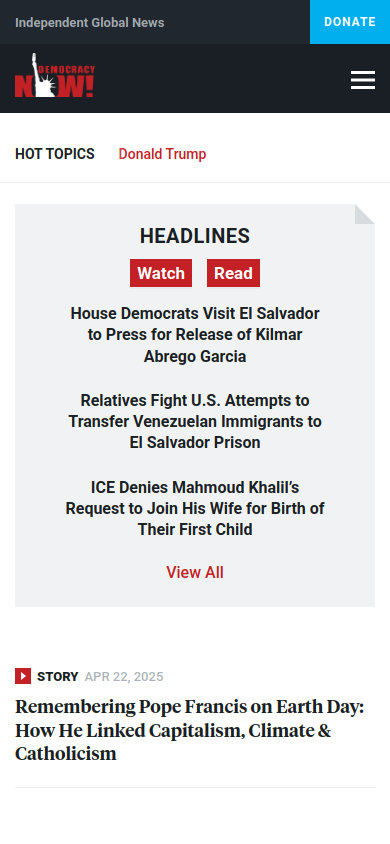 Independent Global News
DONATE
DEMOCRACY
NOW!
HOT TOPICS
Donald Trump
HEADLINES
Watch
Read
House Democrats Visit El Salvador
to Press for Release of Kilmar
Abrego Garcia
Relatives Fight U.S. Attempts to
Transfer Venezuelan Immigrants to
El Salvador Prison
ICE Denies Mahmoud Khalil's
Request to Join His Wife for Birth of
Their First Child
View All
STORY APR 22, 2025
Remembering Pope Francis on Earth Day:
How He Linked Capitalism, Climate &
Catholicism